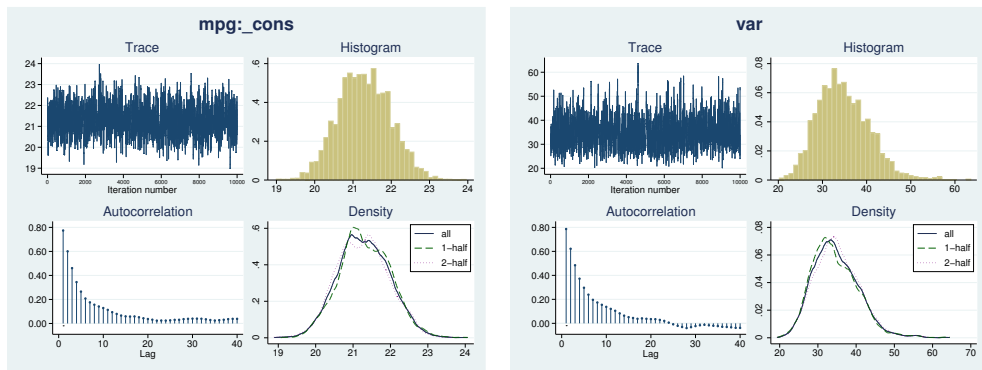 mpg:_cons
Trace
24
23
22
21
20
19
0 2000 4000 6000 8000 10000
Iteration number
Histogram
.6
.4
.2
0
19 20 21 22 23 24
Autocorrelation
0.80
0.60
0.40
0.20
0.00
0 10 20 30 40
Lag
Density
.6
.4
.2
0
19 20 21 22 23 24
all
1−half
2−half
var
Trace
60
50
40
30
20
0 2000 4000 6000 8000 10000
Iteration number
Histogram
.08
.06
.04
.02
0
20 30 40 50 60
Autocorrelation
0.80
0.60
0.40
0.20
0.00
0 10 20 30 40
Lag
Density
.08
.06
.04
.02
0
20 30 40 50 60 70
all
1−half
2−half